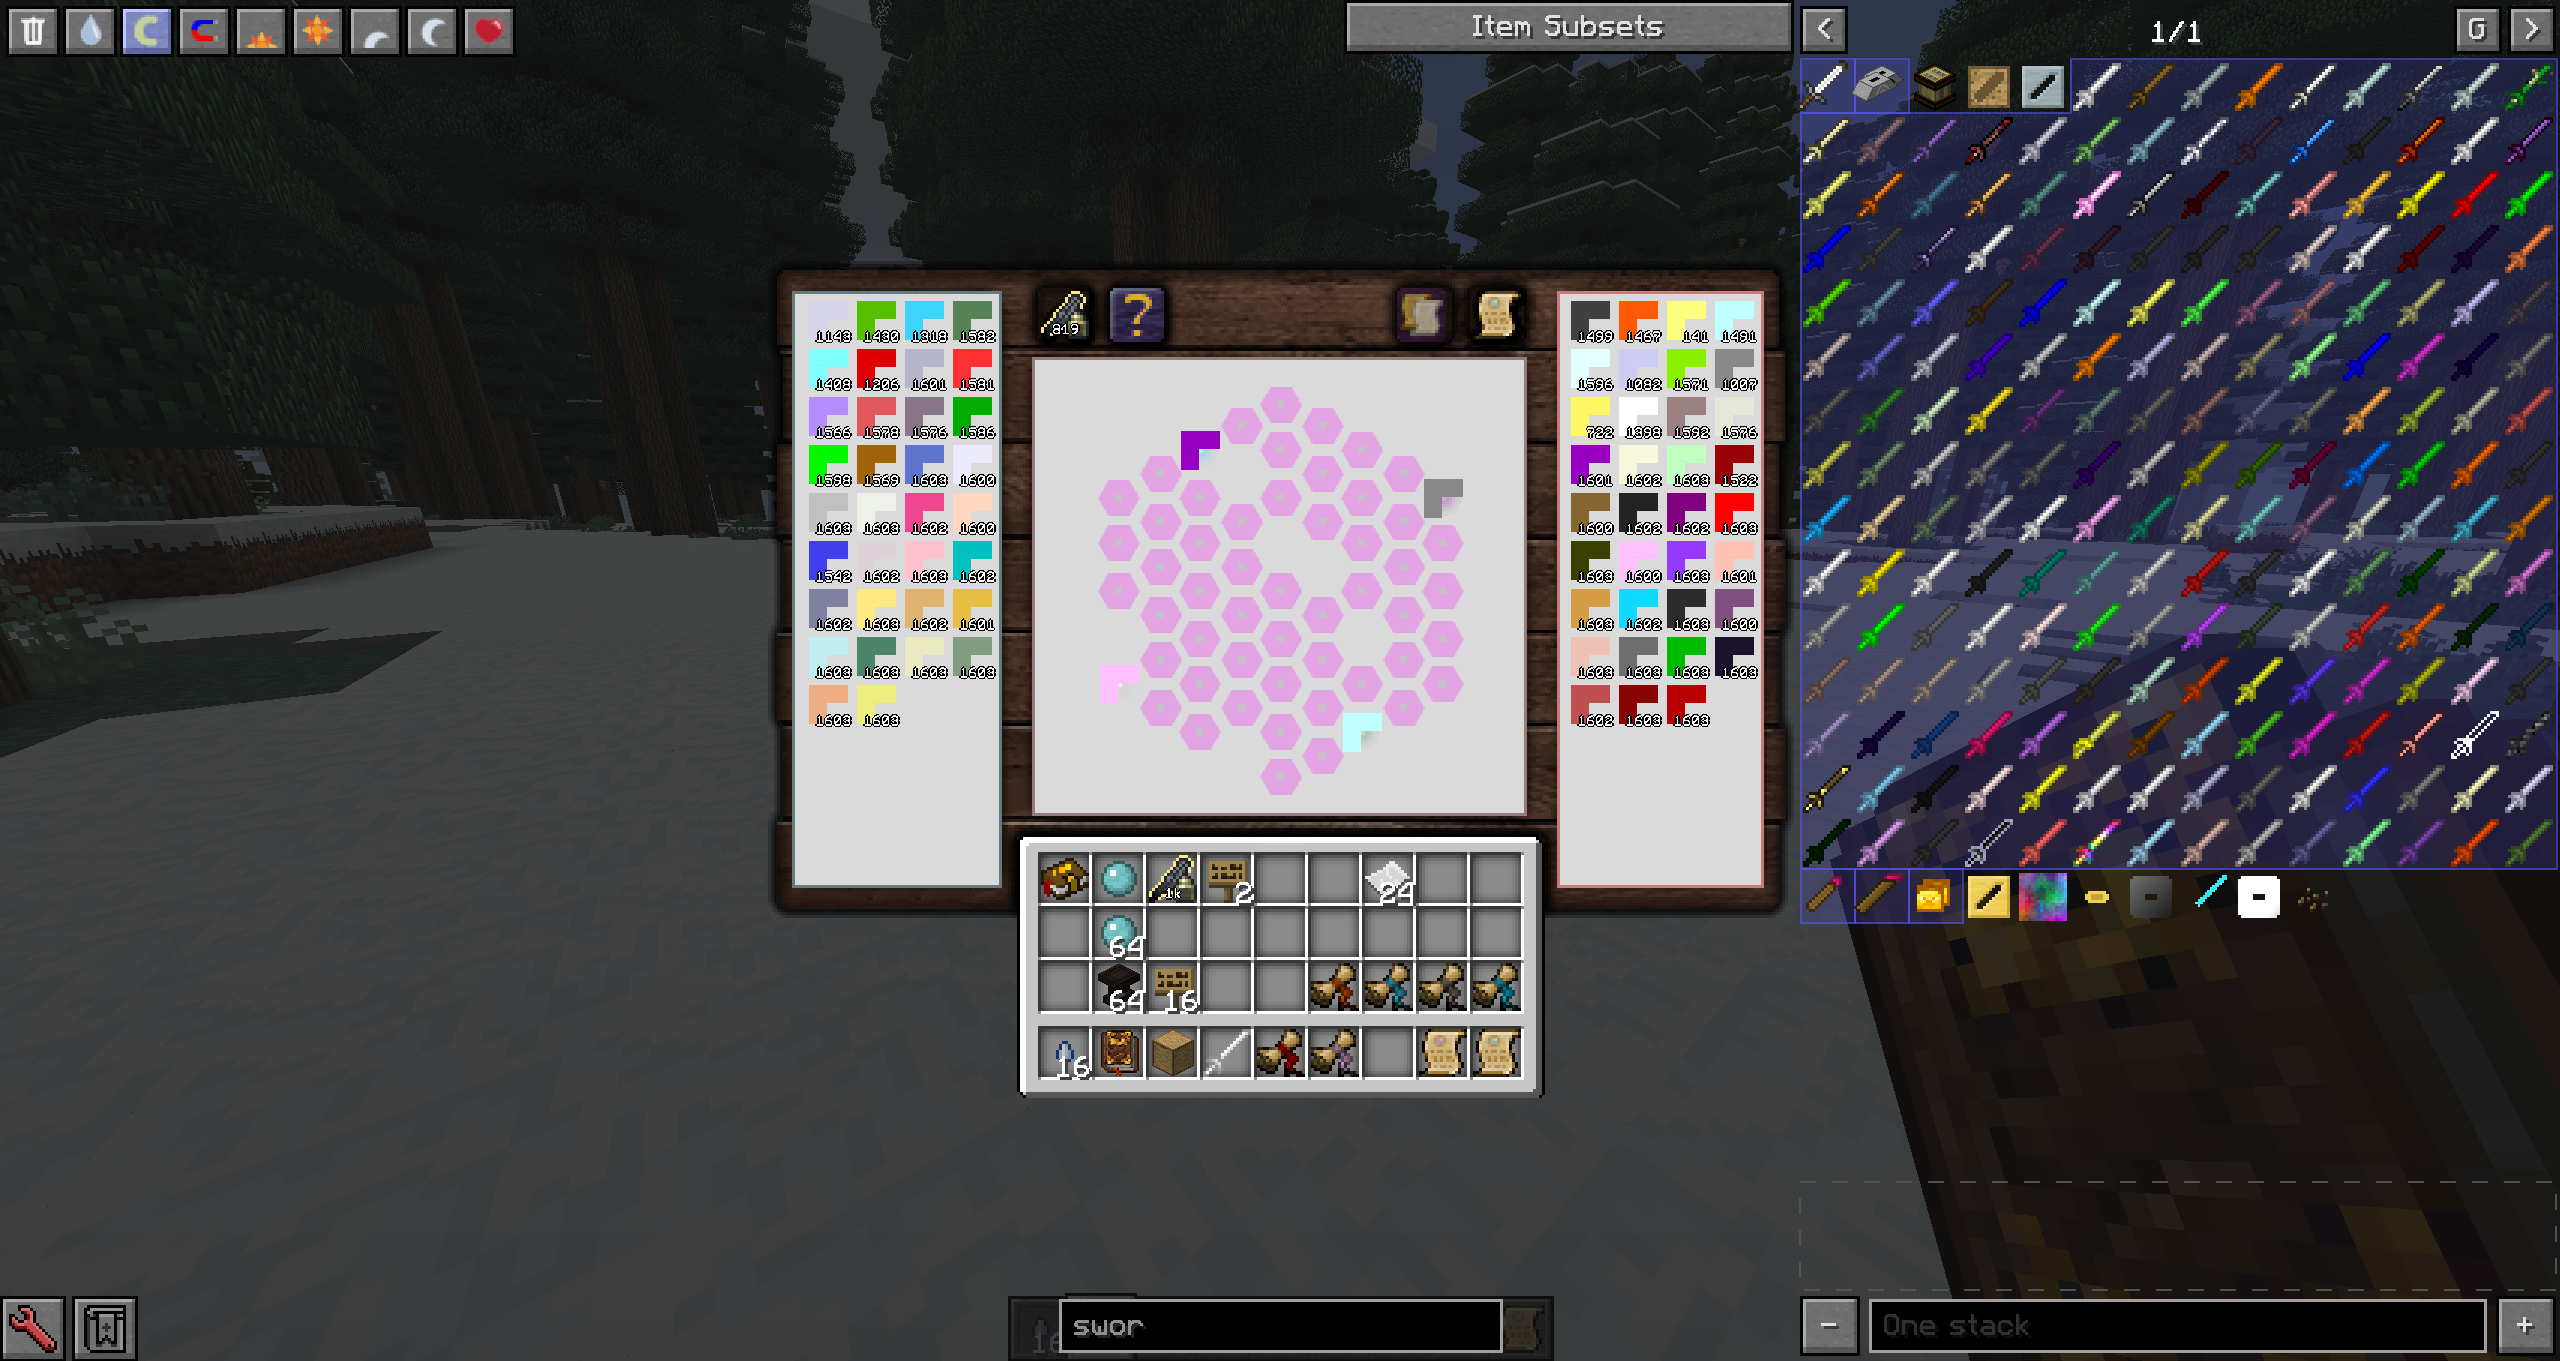 Item Subsets
1/1
G
819
1143 1430 1318 1582
1408 1206 1601 1581
1566 1578 1576 1586
1598 1569 1603 1600
1603 1603 1602 1600
1542 1602 1603 1602
1602 1603 1602 1601
1603 1603 1603 1603
1603 1603
1499 1467 141 1491
1596 1082 1571 1007
722 1398 1592 1576
1601 1602 1603 1522
1600 1602 1602 1603
1603 1600 1603 1601
1603 1602 1603 1600
1603 1603 1603 1603
1602 1603 1603
1k 2 24
64
64 16
16
swor
One stack